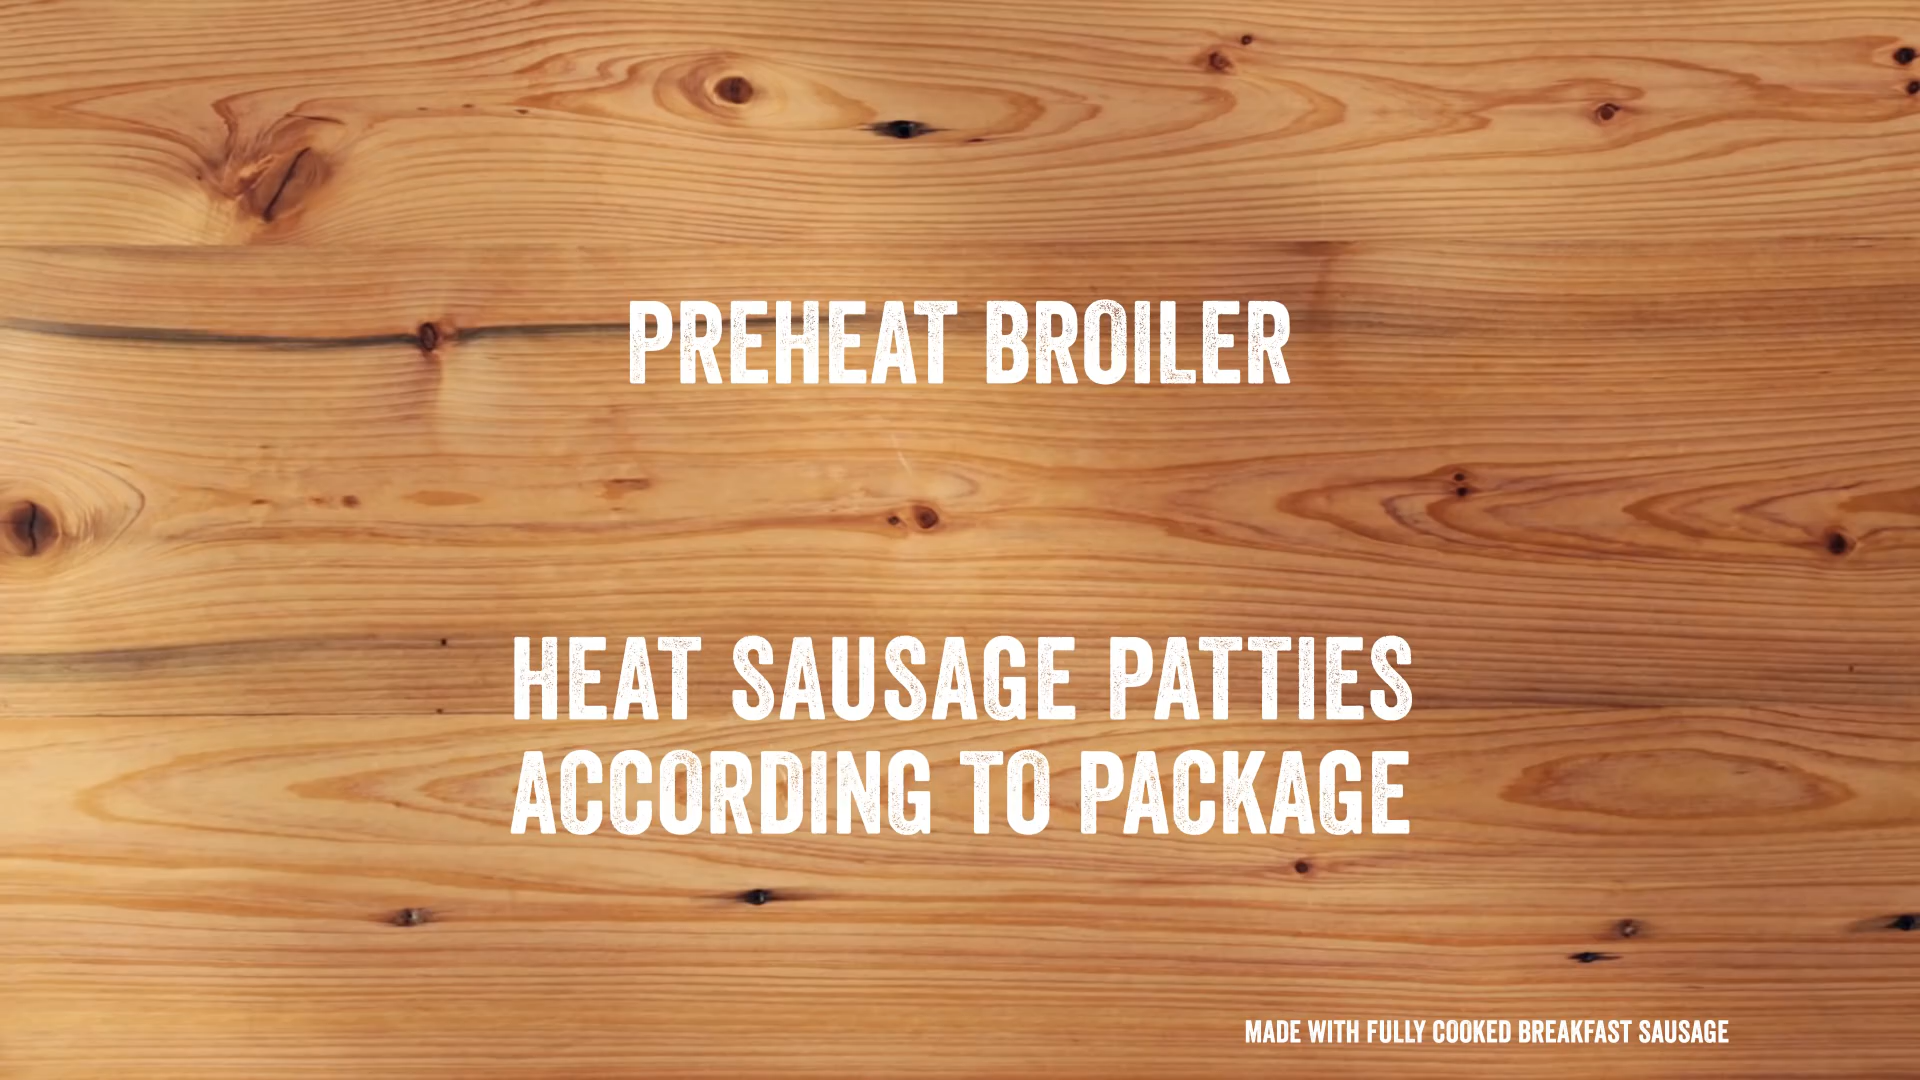 PREHEAT BROILER
HEAT SAUSAGE PATTIES
ACCORDING TO PACKAGE
MADE WITH FULLY COOKED BREAKFAST SAUSAGE